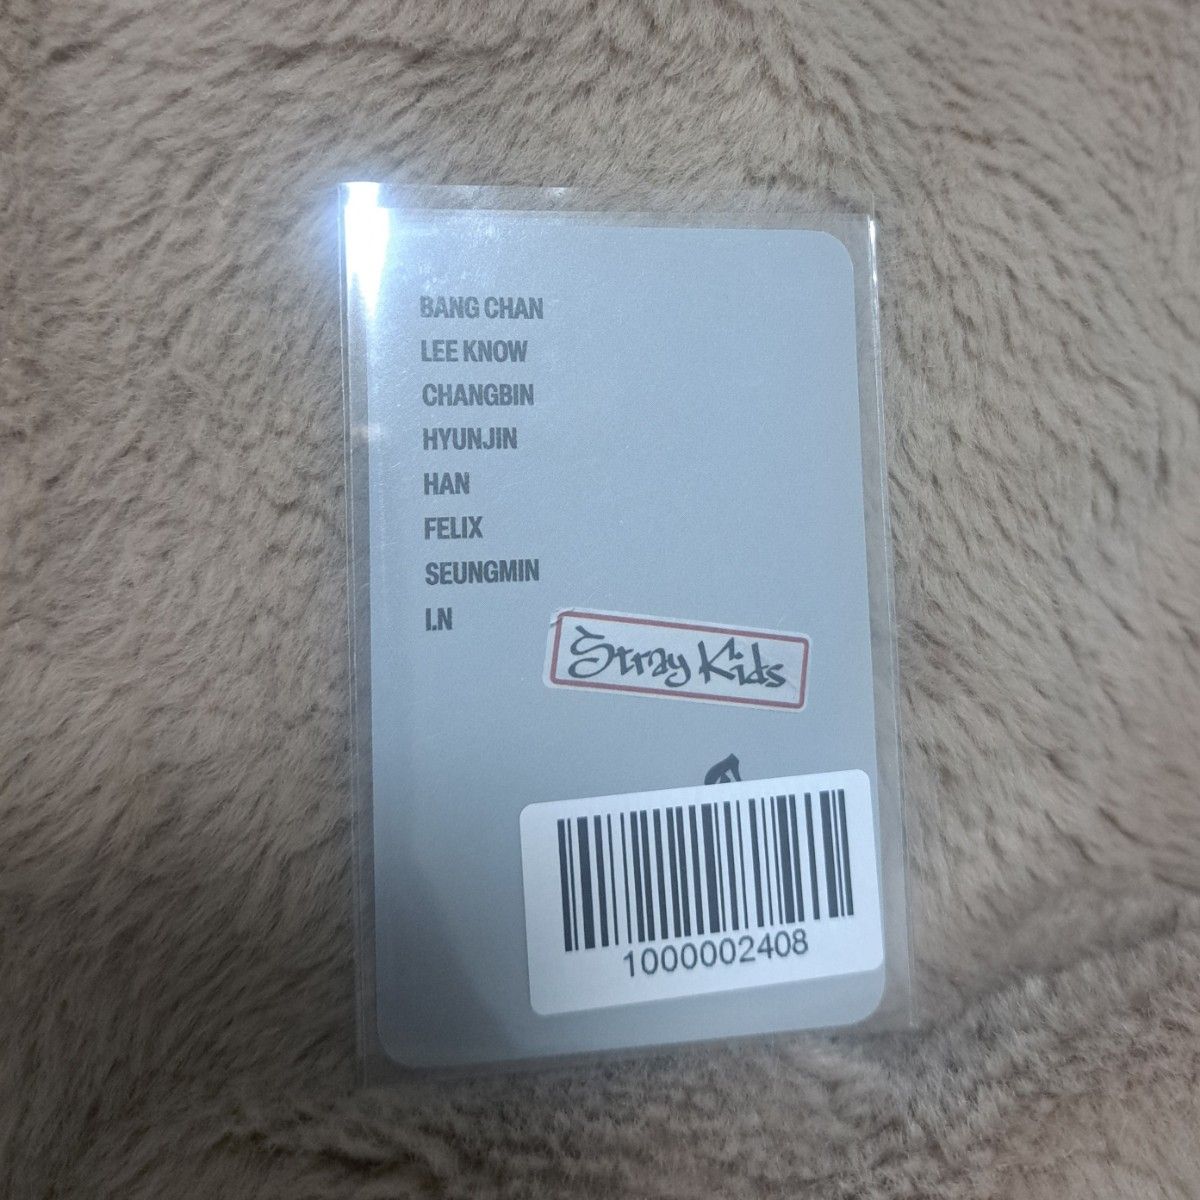 BANG CHAN
LEE KNOW
CHANGBIN
HYUNJIN
HAN
FELIX
SEUNGMIN
I.N
Stray Kids
1000002408